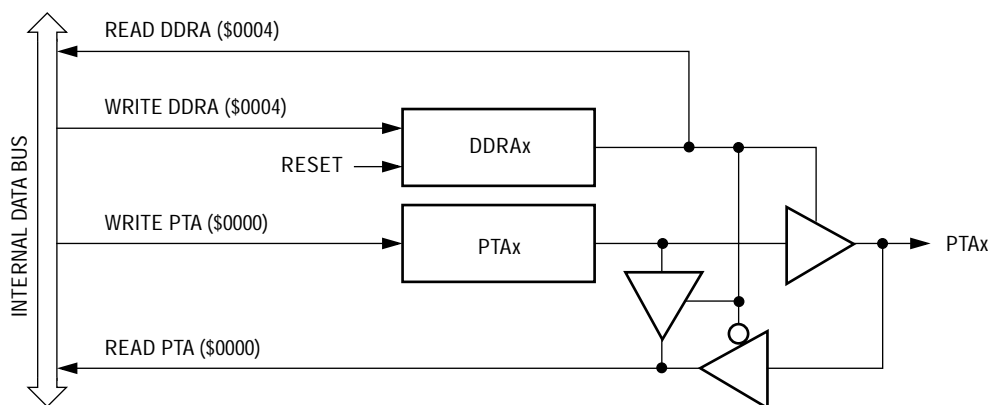 READ DDRA ($0004)
WRITE DDRA ($0004)
DDRAx
RESET
INTERNAL DATA BUS
WRITE PTA ($0000)
PTAx
PTAx
READ PTA ($0000)